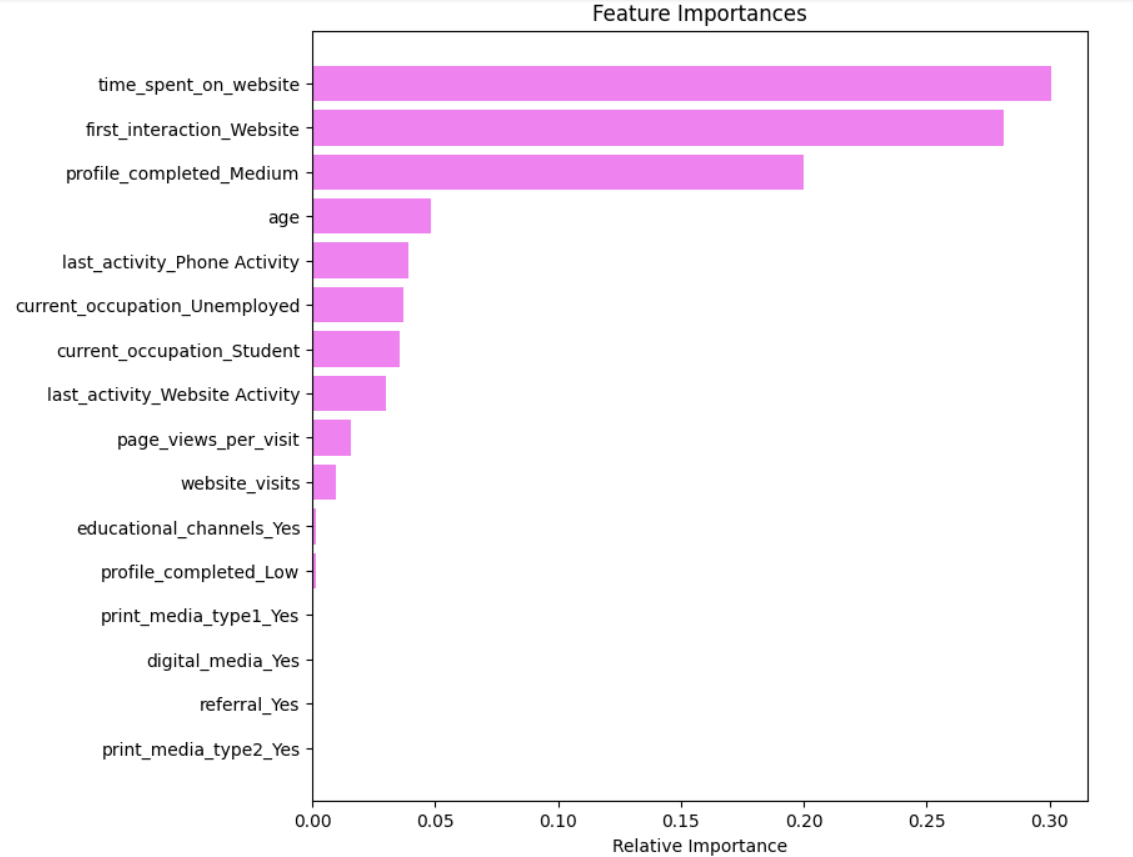 Feature Importances
time_spent_on_website
first_interaction_Website
profile_completed_Medium
age
last_activity_Phone Activity
current_occupation_Unemployed
current_occupation_Student
last_activity_Website Activity
page_views_per_visit
website_visits
educational_channels_Yes
profile_completed_Low
print_media_type1_Yes
digital_media_Yes
referral_Yes
print_media_type2_Yes
0.00 0.05 0.10 0.15 0.20 0.25 0.30
Relative Importance